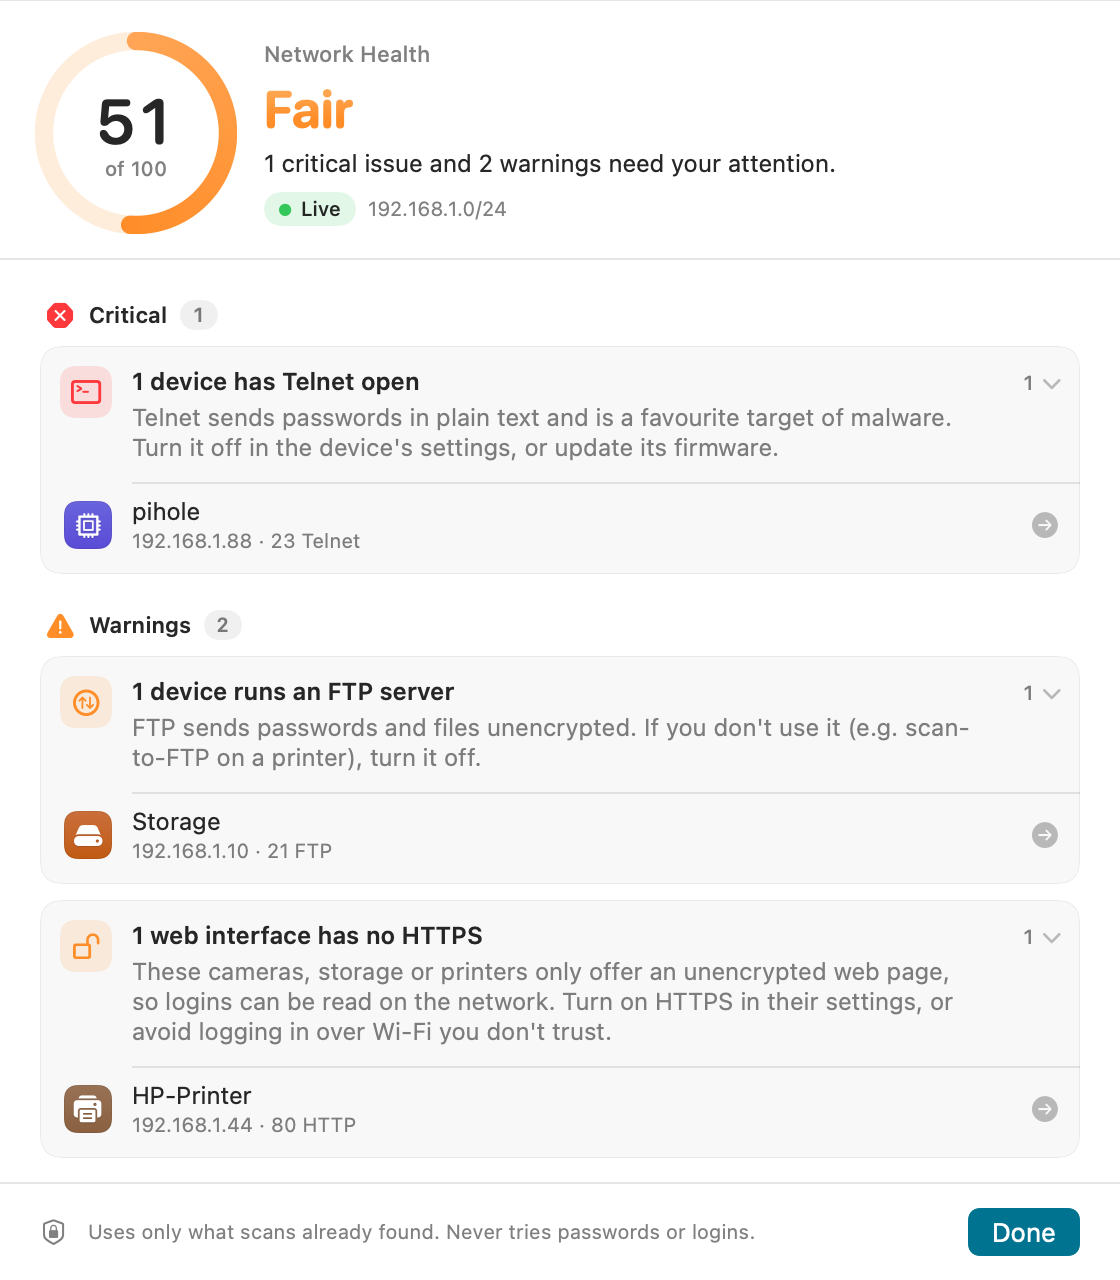 51
of 100
Network Health
Fair
1 critical issue and 2 warnings need your attention.
Live 192.168.1.0/24
Critical 1
1 device has Telnet open 1
Telnet sends passwords in plain text and is a favourite target of malware.
Turn it off in the device's settings, or update its firmware.
pihole
192.168.1.88 · 23 Telnet
Warnings 2
1 device runs an FTP server 1
FTP sends passwords and files unencrypted. If you don't use it (e.g. scan-
to-FTP on a printer), turn it off.
Storage
192.168.1.10 · 21 FTP
1 web interface has no HTTPS 1
These cameras, storage or printers only offer an unencrypted web page,
so logins can be read on the network. Turn on HTTPS in their settings, or
avoid logging in over Wi-Fi you don't trust.
HP-Printer
192.168.1.44 · 80 HTTP
Uses only what scans already found. Never tries passwords or logins.
Done